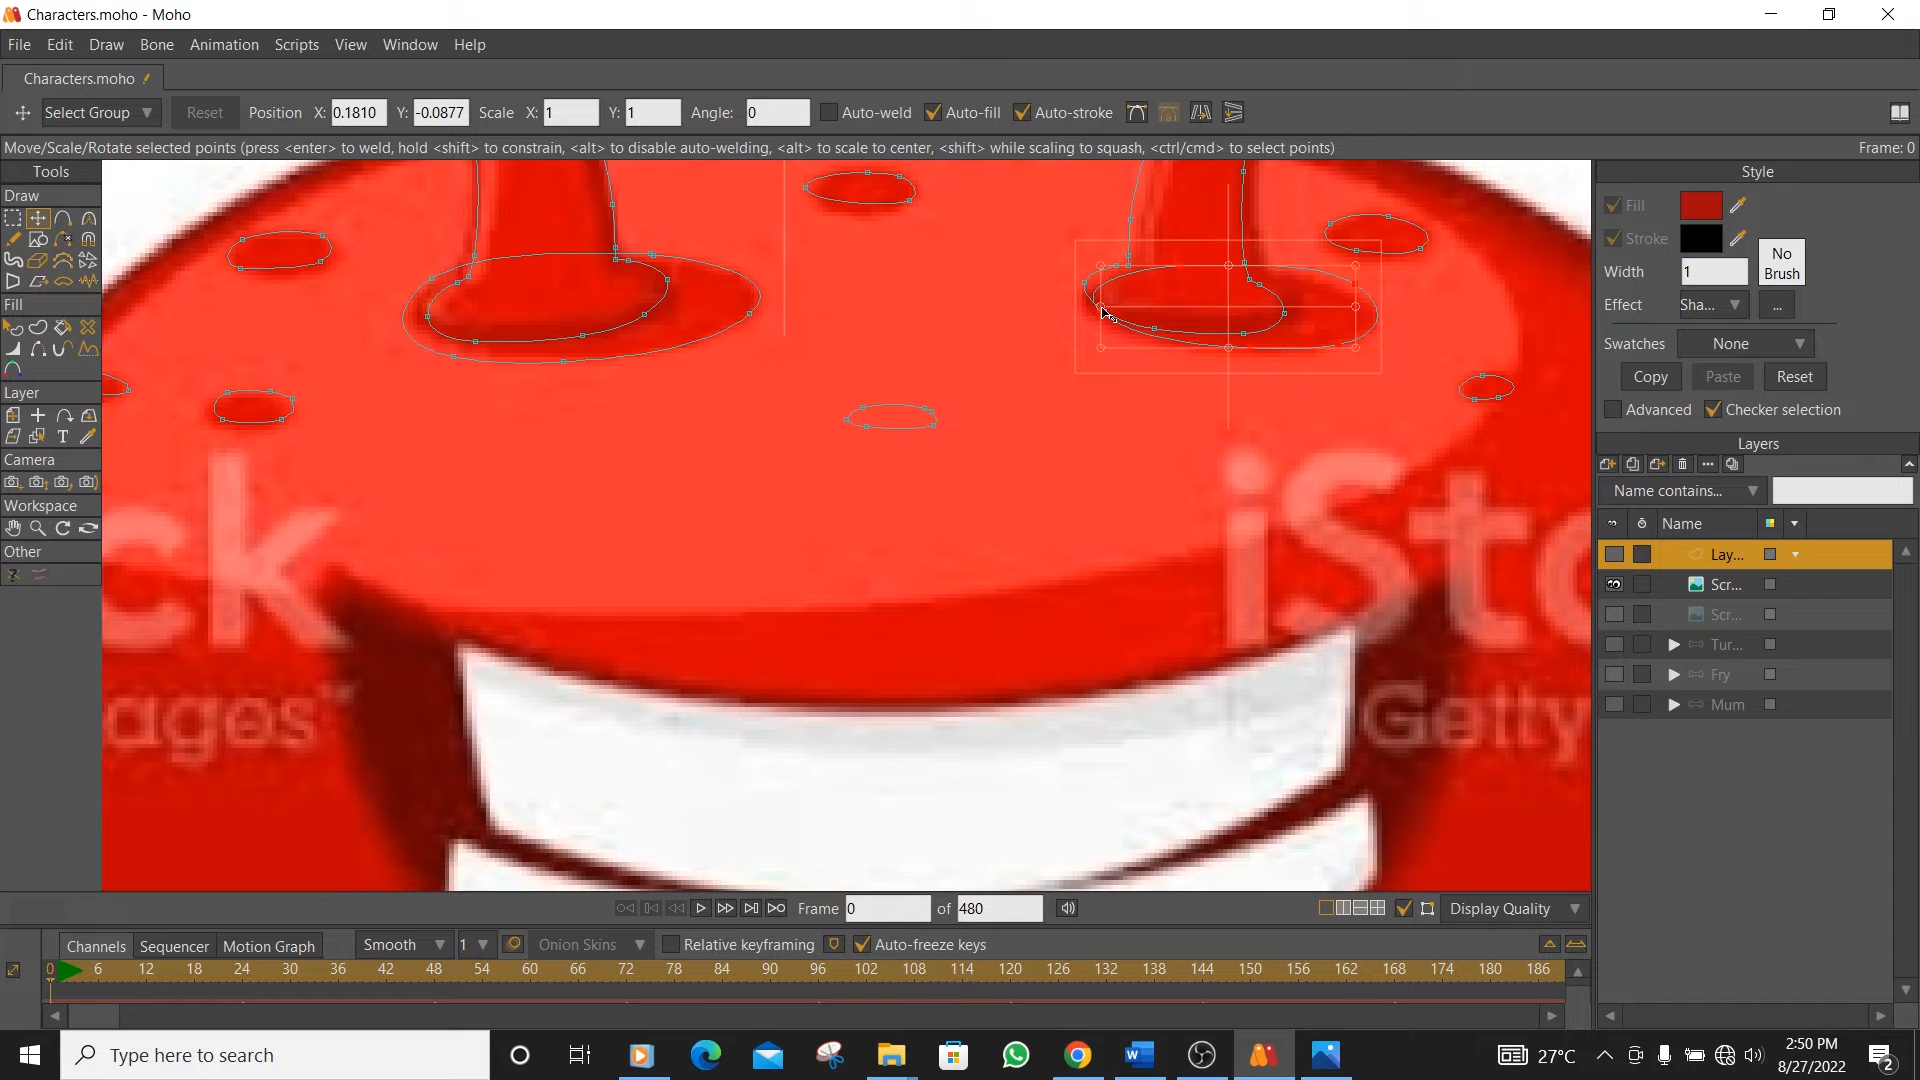 Characters.moho - Moho
File Edit Draw Bone Animation Scripts View Window Help
Characters.moho
Select Group Reset Position X: 0.1810 Y: -0.0877 Scale X: 1 Y: 1 Angle: 0 Auto-weld Auto-fill Auto-stroke
Move/Scale/Rotate selected points (press <enter> to weld, hold <shift> to constrain, <alt> to disable auto-welding, <alt> to scale to center, <shift> while scaling to squash, <ctrl/cmd> to select points) Frame: 0
Tools
Draw
Fill
Layer
Camera
Workspace
Other
ck
ages
iSto
Getty
Style
Fill
Stroke
No
Brush
Width 1
Effect Sha... ...
Swatches None
Copy Paste Reset
Advanced Checker selection
Layers
Name contains...
Name
Lay...
Scr...
Scr...
Tur...
Fry
Mum
Frame 0 of 480 Display Quality
Channels Sequencer Motion Graph Smooth 1 Onion Skins Relative keyframing Auto-freeze keys
0 6 12 18 24 30 36 42 48 54 60 66 72 78 84 90 96 102 108 114 120 126 132 138 144 150 156 162 168 174 180 186
Type here to search
27°C
2:50 PM
8/27/2022
2